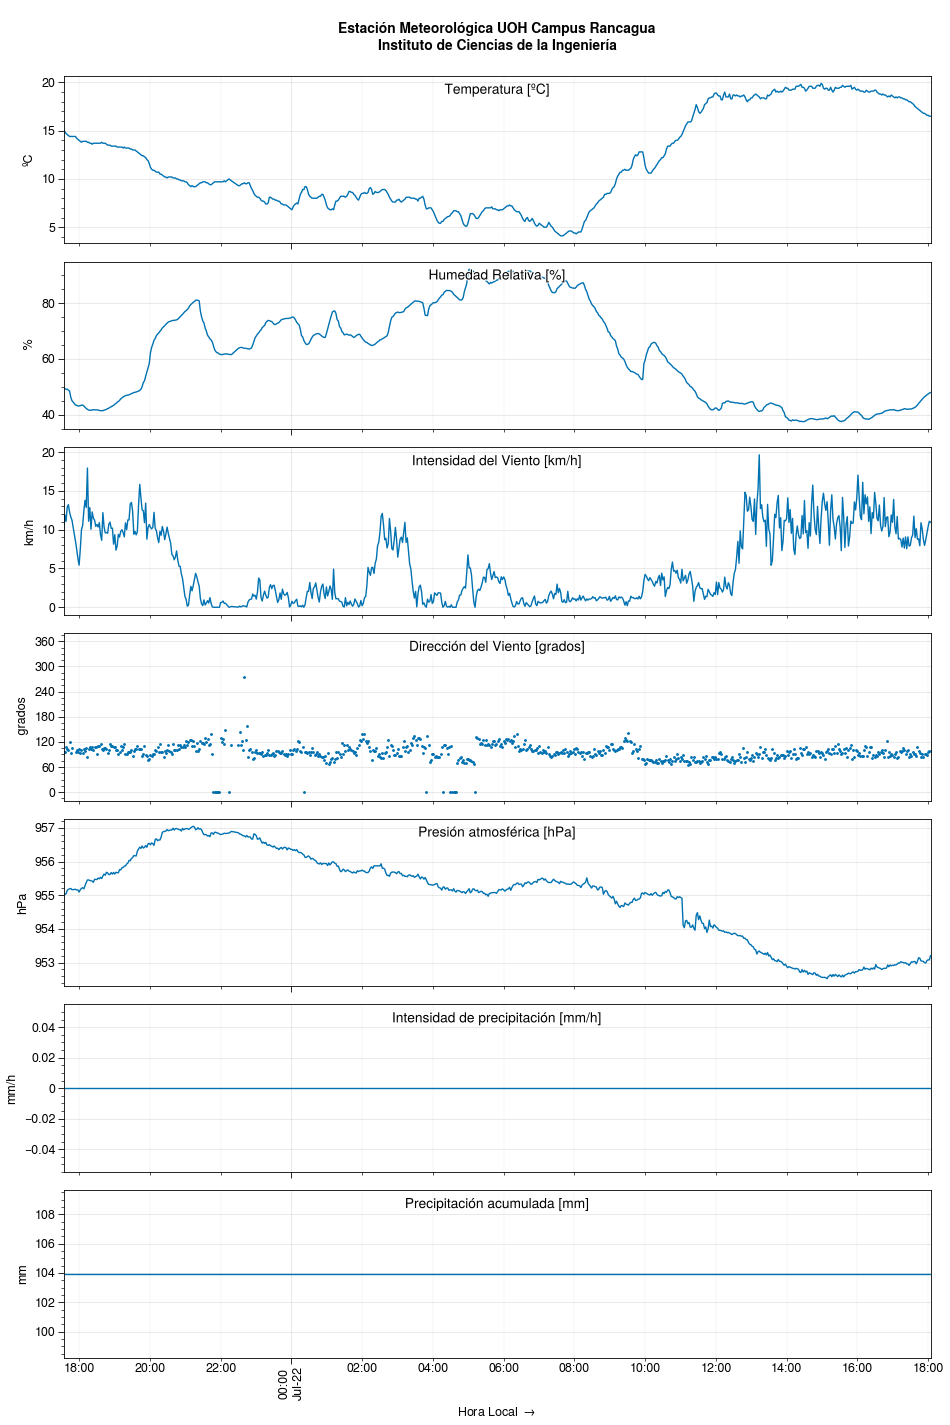 Estación Meteorológica UOH Campus Rancagua
Instituto de Ciencias de la Ingeniería
Temperatura [ºC]
20
15
10
5
ºC
Humedad Relativa [%]
80
60
40
%
Intensidad del Viento [km/h]
20
15
10
5
0
km/h
Dirección del Viento [grados]
360
300
240
180
120
60
0
grados
Presión atmosférica [hPa]
957
956
955
954
953
hPa
Intensidad de precipitación [mm/h]
0.04
0.02
0
−0.02
−0.04
mm/h
Precipitación acumulada [mm]
108
106
104
102
100
mm
18:00 20:00 22:00 00:00 02:00 04:00 06:00 08:00 10:00 12:00 14:00 16:00 18:00
Jul-22
Hora Local →